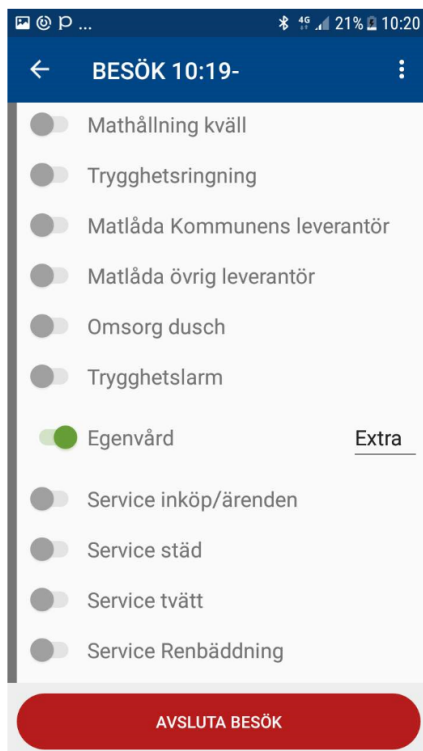 4G 21% 10:20
BESÖK 10:19-
Mathållning kväll
Trygghetsringning
Matlåda Kommunens leverantör
Matlåda övrig leverantör
Omsorg dusch
Trygghetslarm
Egenvård Extra
Service inköp/ärenden
Service städ
Service tvätt
Service Renbäddning
AVSLUTA BESÖK